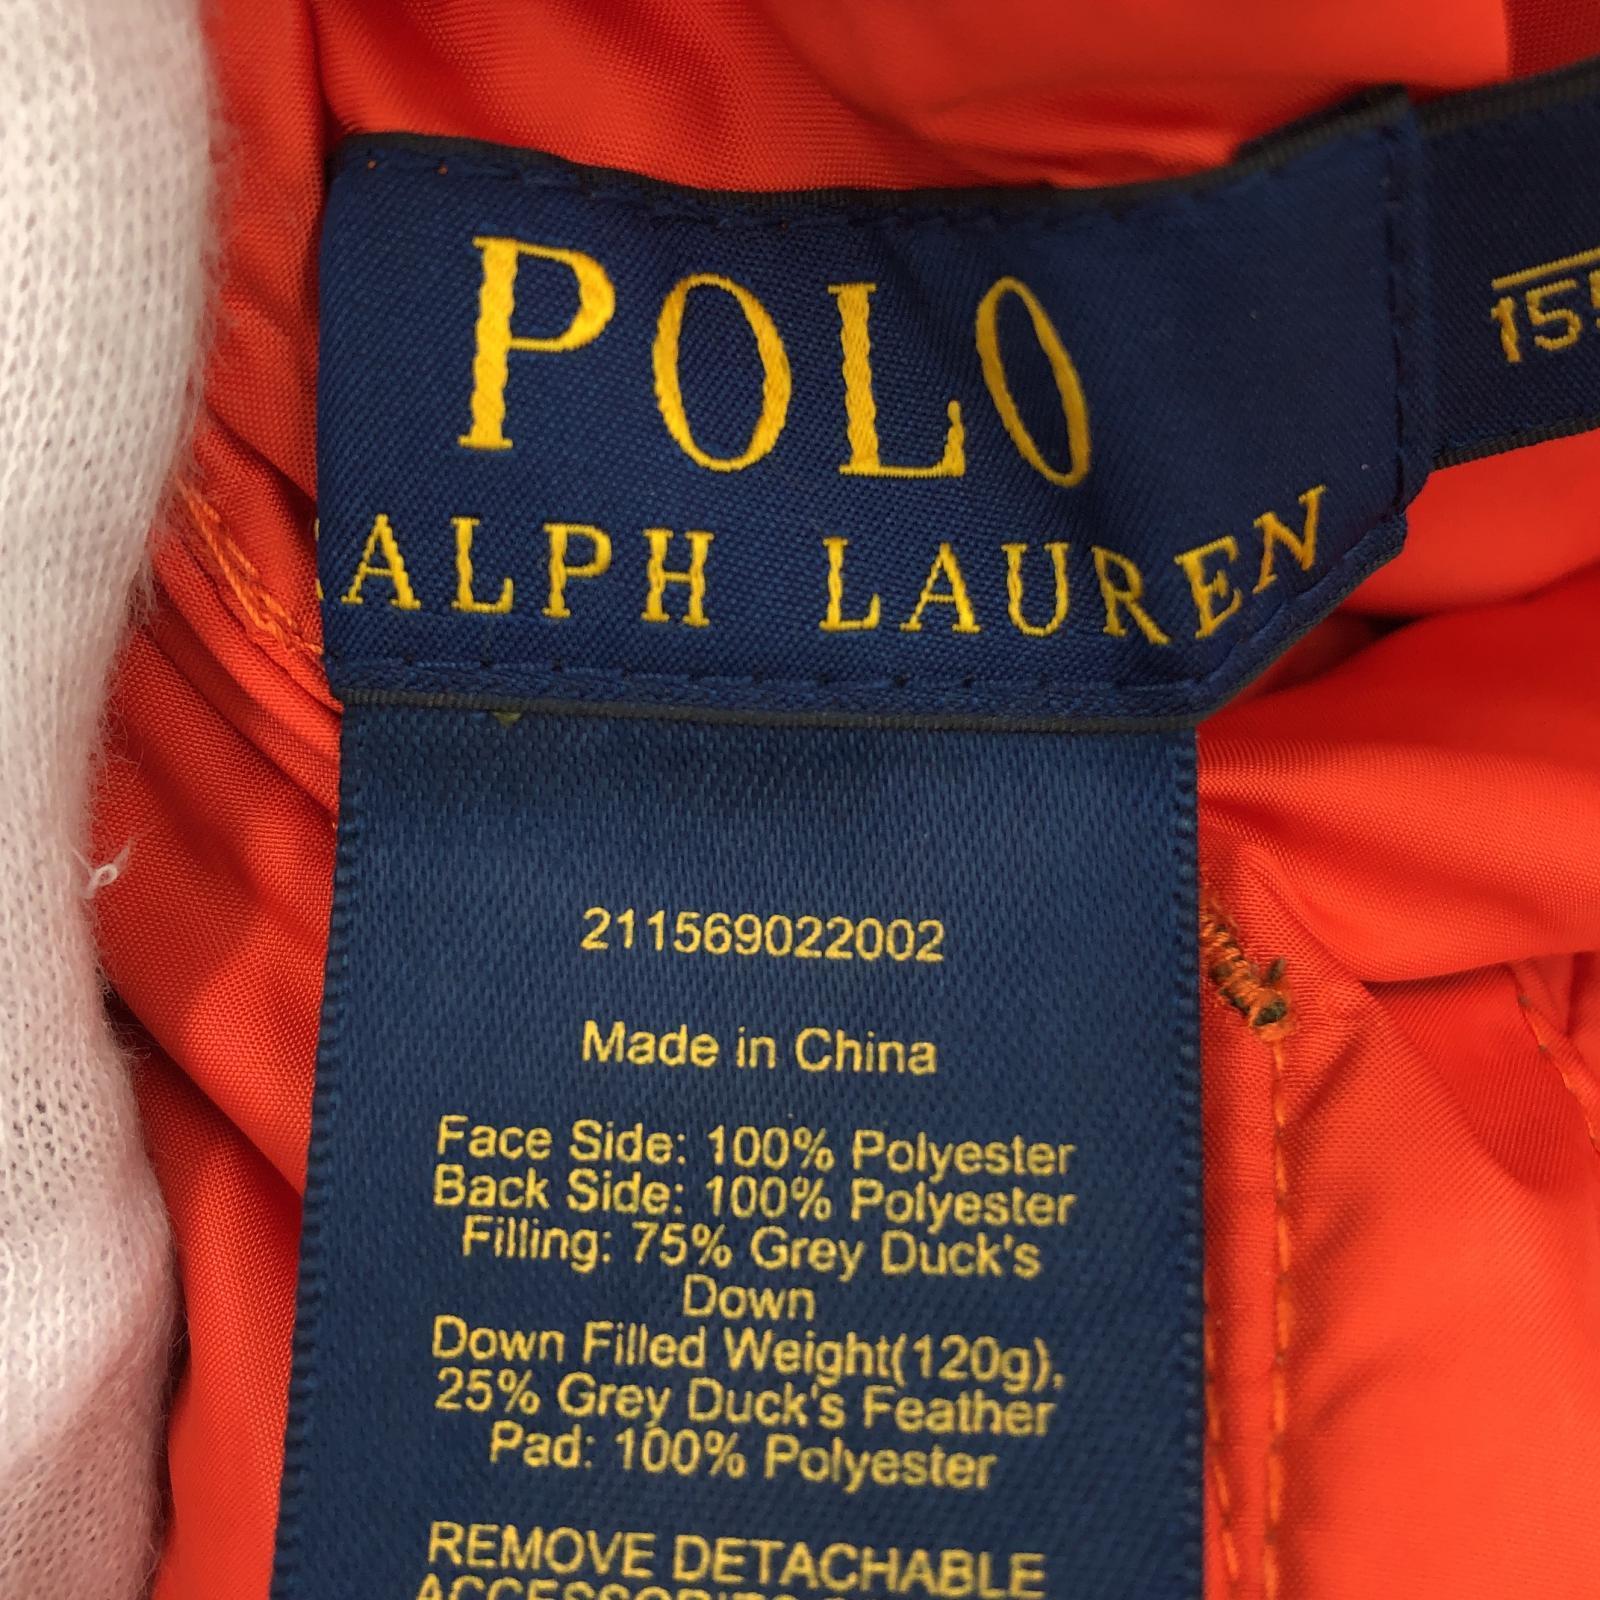 POLO
RALPH LAUREN
211569022002
Made in China
Face Side: 100% Polyester
Back Side: 100% Polyester
Filling: 75% Grey Duck's
Down
Down Filled Weight(120g),
25% Grey Duck's Feather
Pad: 100% Polyester
REMOVE DETACHABLE